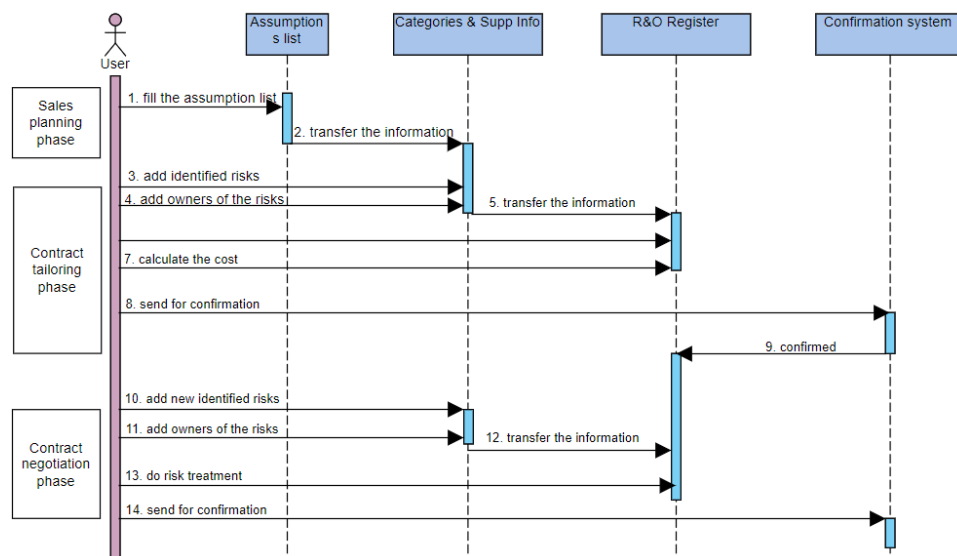 Assumption
s list
Categories & Supp Info
R&O Register
Confirmation system
User
Sales
planning
phase
1. fill the assumption list
2. transfer the information
3. add identified risks
4. add owners of the risks
5. transfer the information
Contract
tailoring
phase
7. calculate the cost
8. send for confirmation
9. confirmed
10. add new identified risks
11. add owners of the risks
12. transfer the information
Contract
negotiation
phase
13. do risk treatment
14. send for confirmation